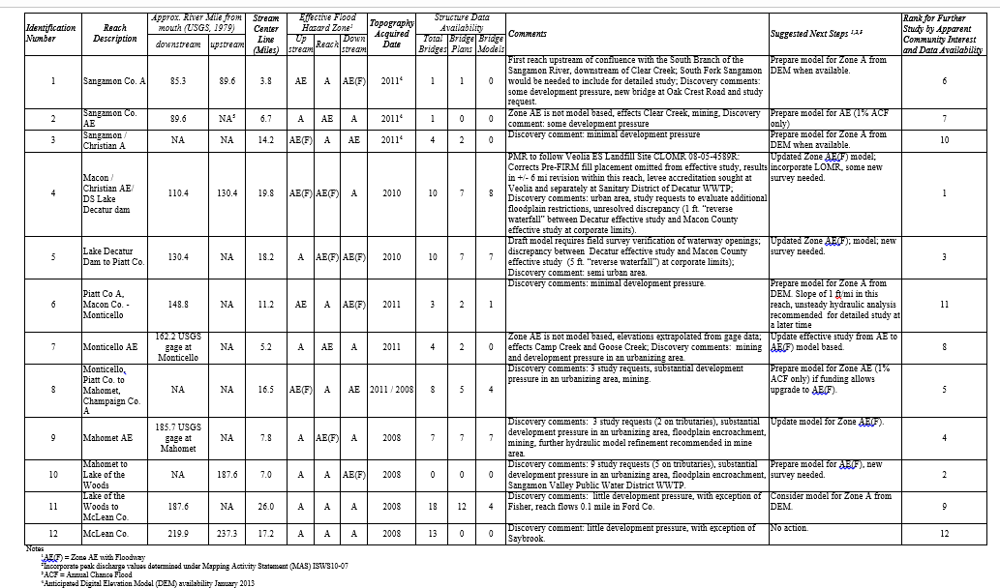 Identification Number | Reach Description | Approx. River Mile from mouth (USGS, 1979) | Stream Center Line (Miles) | Effective Flood Hazard Zone¹ | Topography Acquired Date | Structure Data Availability | Comments | Suggested Next Steps ¹,²,³ | Rank for Further Study by Apparent Community Interest and Data Availability
downstream | upstream | Up stream | Reach | Down stream | Total Bridges | Bridge Plans | Bridge Models
1 | Sangamon Co. A | 85.3 | 89.6 | 3.8 | AE | A | AE(F) | 2011⁴ | 1 | 1 | 0 | First reach upstream of confluence with the South Branch of the Sangamon River, downstream of Clear Creek; South Fork Sangamon would be needed to include for detailed study; Discovery comments: some development pressure, new bridge at Oak Crest Road and study request. | Prepare model for Zone A from DEM when available. | 6
2 | Sangamon Co. AE | 89.6 | NA⁵ | 6.7 | A | AE | A | 2011⁴ | 1 | 0 | 0 | Zone AE is not model based, effects Clear Creek, mining, Discovery comment: some development pressure | Prepare model for AE (1% ACF only) | 7
3 | Sangamon / Christian A | NA | NA | 14.2 | AE(F) | A | AE | 2011⁴ | 4 | 2 | 0 | Discovery comment: minimal development pressure | Prepare model for Zone A from DEM when available. | 10
4 | Macon / Christian AE/ DS Lake Decatur dam | 110.4 | 130.4 | 19.8 | AE(F) | AE(F) | A | 2010 | 10 | 7 | 8 | PMR to follow Veolia ES Landfill Site CLOMR 08-05-4589R: Corrects Pre-FIRM fill placement omitted from effective study, results in +/- 6 mi revision within this reach, levee accreditation sought at Veolia and separately at Sanitary District of Decatur WWTP; Discovery comments: urban area, study requests to evaluate additional floodplain restrictions, unresolved discrepancy (1 ft. “reverse waterfall” between Decatur effective study and Macon County effective study at corporate limits). | Updated Zone AE(F) model; incorporate LOMR, some new survey needed. | 1
5 | Lake Decatur Dam to Piatt Co. | 130.4 | NA | 18.2 | A | AE(F) | AE(F) | 2010 | 10 | 7 | 7 | Draft model requires field survey verification of waterway openings; discrepancy between Decatur effective study and Macon County effective study (5 ft. “reverse waterfall”) at corporate limits); Discovery comment: semi urban area. | Updated Zone AE(F); model; new survey needed. | 3
6 | Piatt Co A, Macon Co. - Monticello | 148.8 | NA | 11.2 | AE | A | AE(F) | 2011 | 3 | 2 | 1 | Discovery comments: minimal development pressure. | Prepare model for Zone A from DEM. Slope of 1 ft/mi in this reach, unsteady hydraulic analysis recommended for detailed study at a later time | 11
7 | Monticello AE | 162.2 USGS gage at Monticello | NA | 5.2 | A | AE | A | 2011 | 4 | 2 | 0 | Zone AE is not model based, elevations extrapolated from gage data; effects Camp Creek and Goose Creek; Discovery comments: mining and development pressure in an urbanizing area. | Update effective study from AE to AE(F) model based. | 8
8 | Monticello, Piatt Co. to Mahomet, Champaign Co. A | NA | NA | 16.5 | AE(F) | A | AE | 2011 / 2008 | 8 | 5 | 4 | Discovery comments: 3 study requests, substantial development pressure in an urbanizing area, mining. | Prepare model for Zone AE (1% ACF only) if funding allows upgrade to AE(F). | 5
9 | Mahomet AE | 185.7 USGS gage at Mahomet | NA | 7.8 | A | AE(F) | A | 2008 | 7 | 7 | 7 | Discovery comments: 3 study requests (2 on tributaries), substantial development pressure in an urbanizing area, floodplain encroachment, mining, further hydraulic model refinement recommended in mine area. | Update model for Zone AE(F). | 4
10 | Mahomet to Lake of the Woods | NA | 187.6 | 7.0 | A | A | AE(F) | 2008 | 0 | 0 | 0 | Discovery comments: 9 study requests (5 on tributaries), substantial development pressure in an urbanizing area, floodplain encroachment, Sangamon Valley Public Water District WWTP. | Prepare model for AE(F), new survey needed. | 2
11 | Lake of the Woods to McLean Co. | 187.6 | NA | 26.0 | A | A | A | 2008 | 18 | 12 | 4 | Discovery comments: little development pressure, with exception of Fisher, reach flows 0.1 mile in Ford Co. | Consider model for Zone A from DEM. | 9
12 | McLean Co. | 219.9 | 237.3 | 17.2 | A | A | A | 2008 | 13 | 0 | 0 | Discovery comment: little development pressure, with exception of Saybrook. | No action. | 12
Notes
¹AE(F) = Zone AE with Floodway
²Incorporate peak discharge values determined under Mapping Activity Statement (MAS) ISWS10-07
³ACF = Annual Chance Flood
⁴Anticipated Digital Elevation Model (DEM) availability January 2013